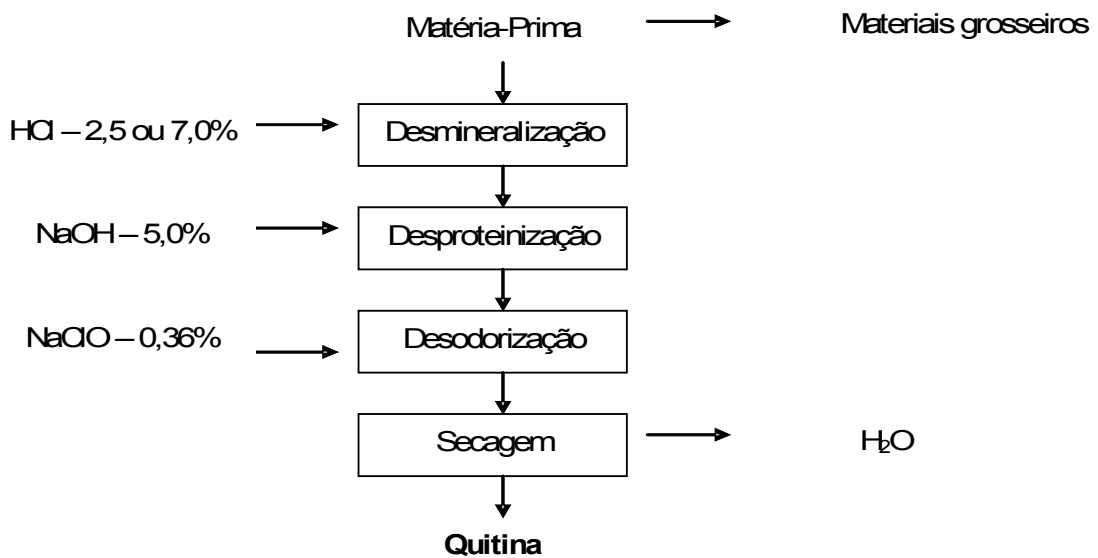 Matéria-Prima
Materiais grosseiros
HCl – 2,5 ou 7,0%
Desmineralização
NaOH – 5,0%
Desproteinização
NaClO – 0,36%
Desodorização
Secagem
H₂O
Quitina